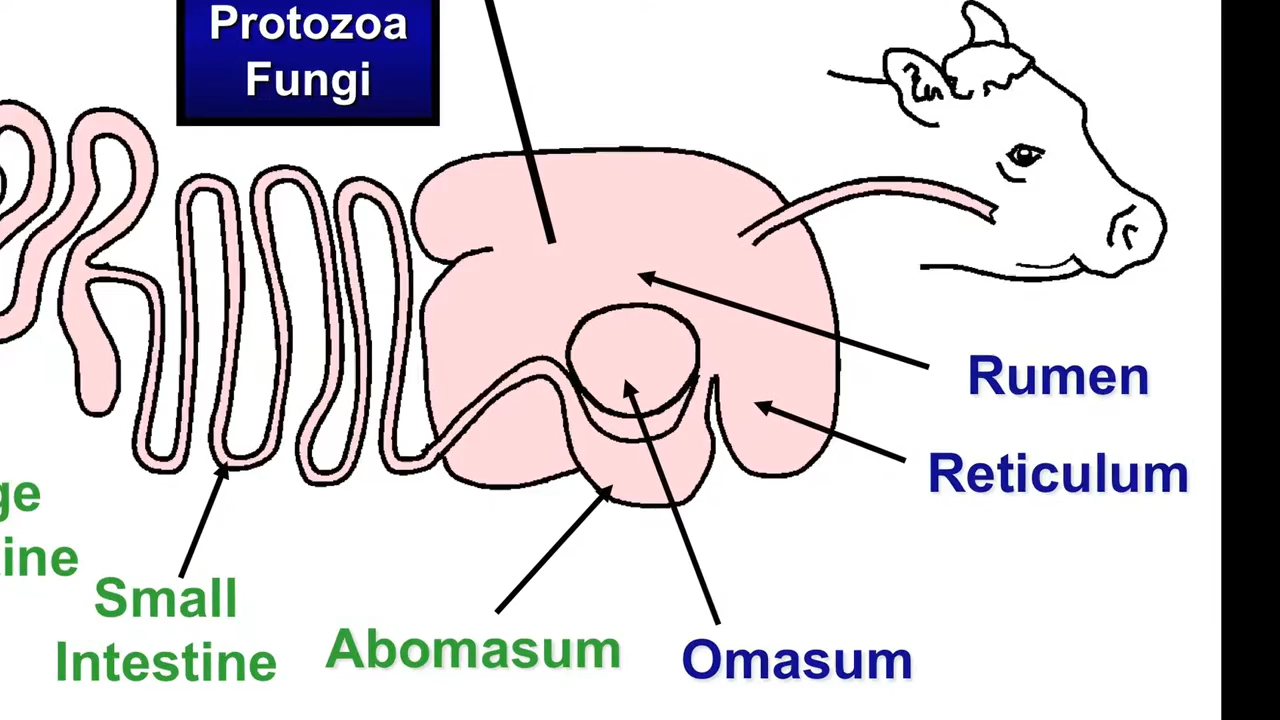 Protozoa
Fungi
Rumen
Reticulum
Small
Intestine
Abomasum
Omasum